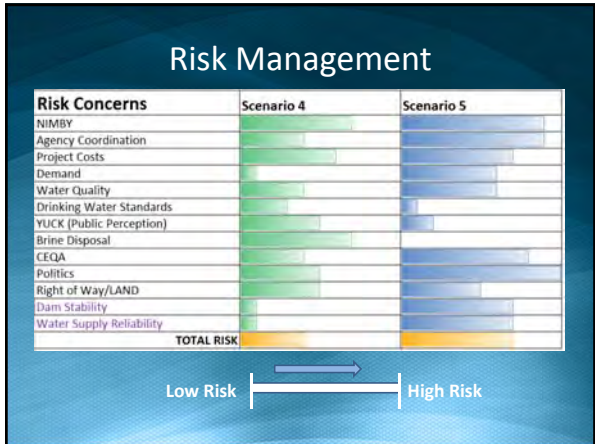 Risk Management
Risk Concerns Scenario 4 Scenario 5
NIMBY
Agency Coordination
Project Costs
Demand
Water Quality
Drinking Water Standards
YUCK (Public Perception)
Brine Disposal
CEQA
Politics
Right of Way/LAND
Dam Stability
Water Supply Reliability
TOTAL RISK
Low Risk High Risk